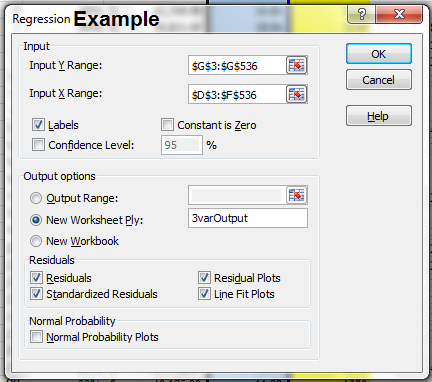 Regression Example
Input
Input Y Range: $G$3:$G$536
OK
Cancel
Input X Range: $D$3:$F$536
Help
Labels Constant is Zero
Confidence Level: 95 %
Output options
Output Range:
New Worksheet Ply: 3varOutput
New Workbook
Residuals
Residuals Residual Plots
Standardized Residuals Line Fit Plots
Normal Probability
Normal Probability Plots